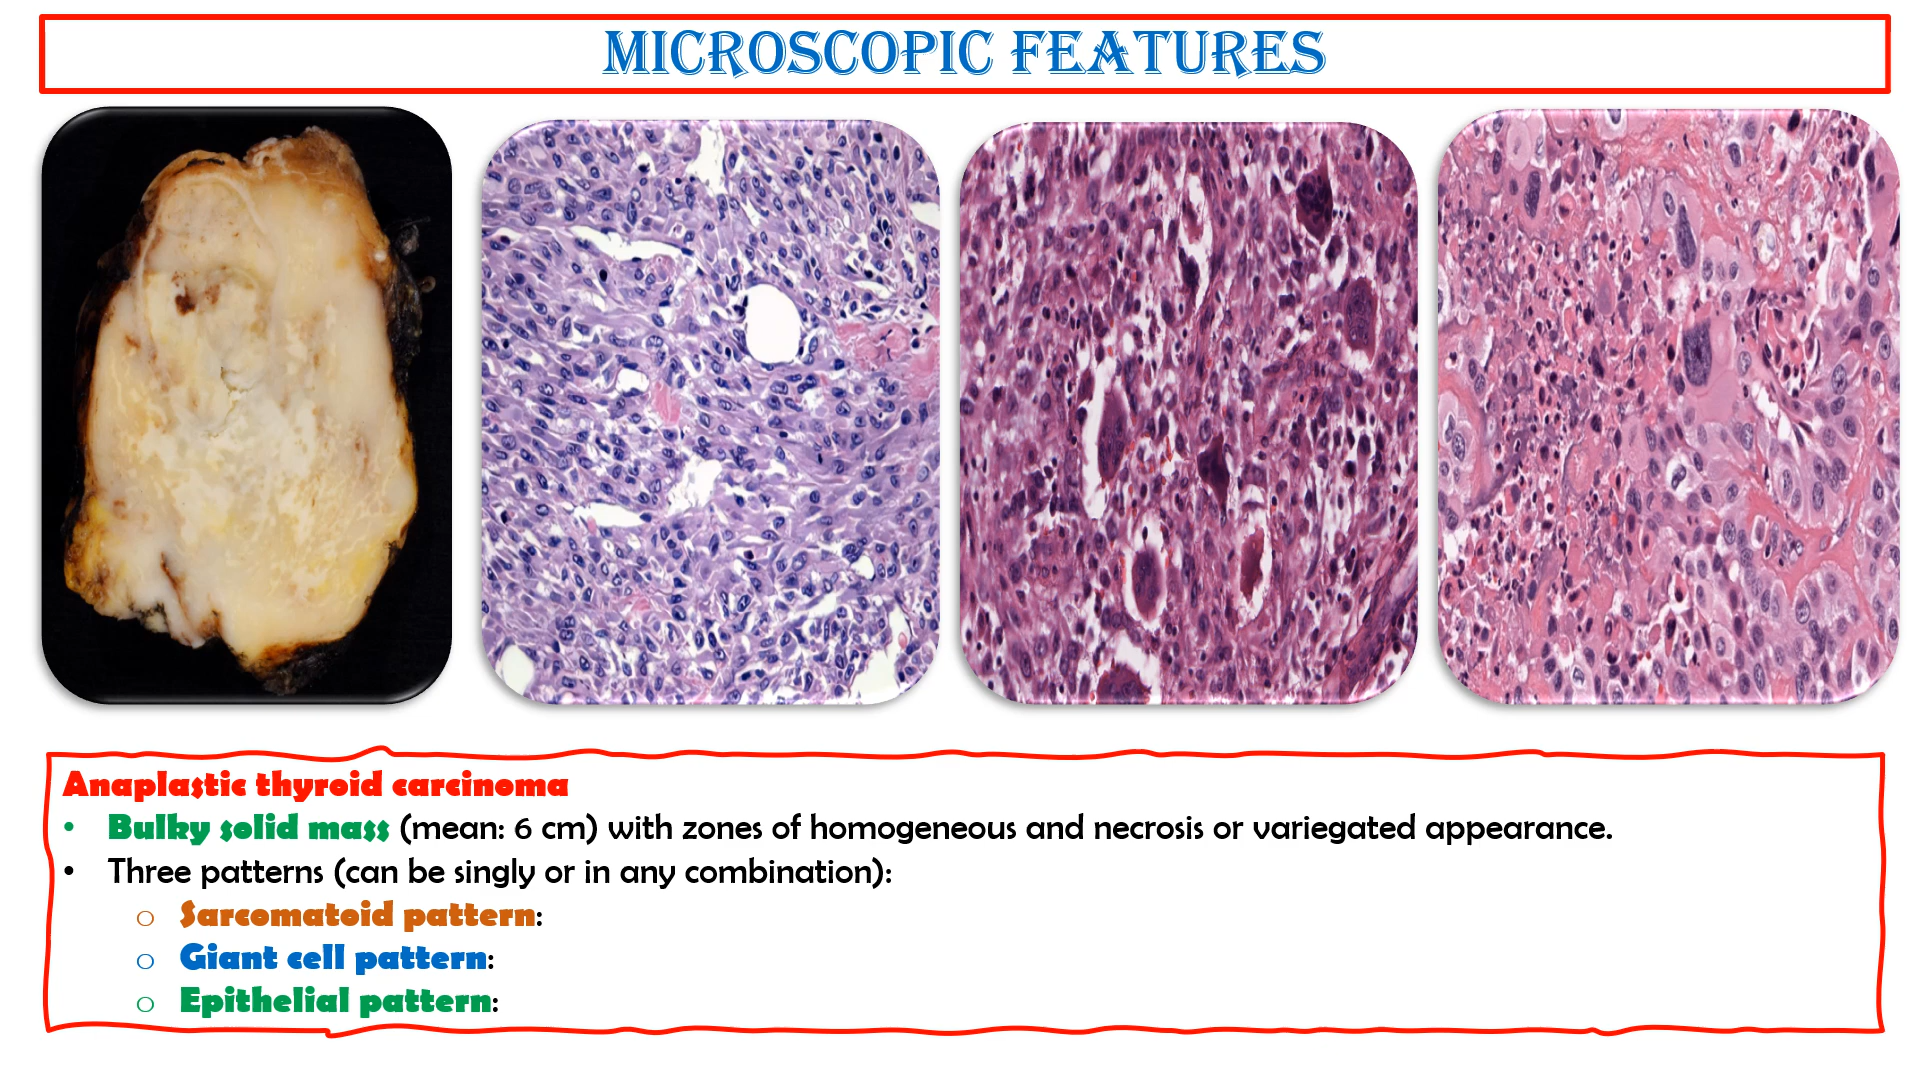 MICROSCOPIC FEATURES
Anaplastic thyroid carcinoma
• Bulky solid mass (mean: 6 cm) with zones of homogeneous and necrosis or variegated appearance.
• Three patterns (can be singly or in any combination):
o Sarcomatoid pattern:
o Giant cell pattern:
o Epithelial pattern: